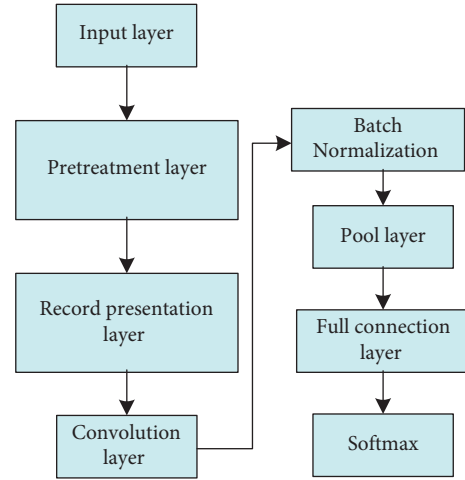 Input layer
Pretreatment layer
Record presentation
layer
Convolution
layer
Batch
Normalization
Pool layer
Full connection
layer
Softmax